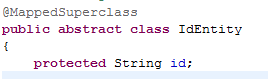 @MappedSuperclass
public abstract class IdEntity
{
    protected String id;